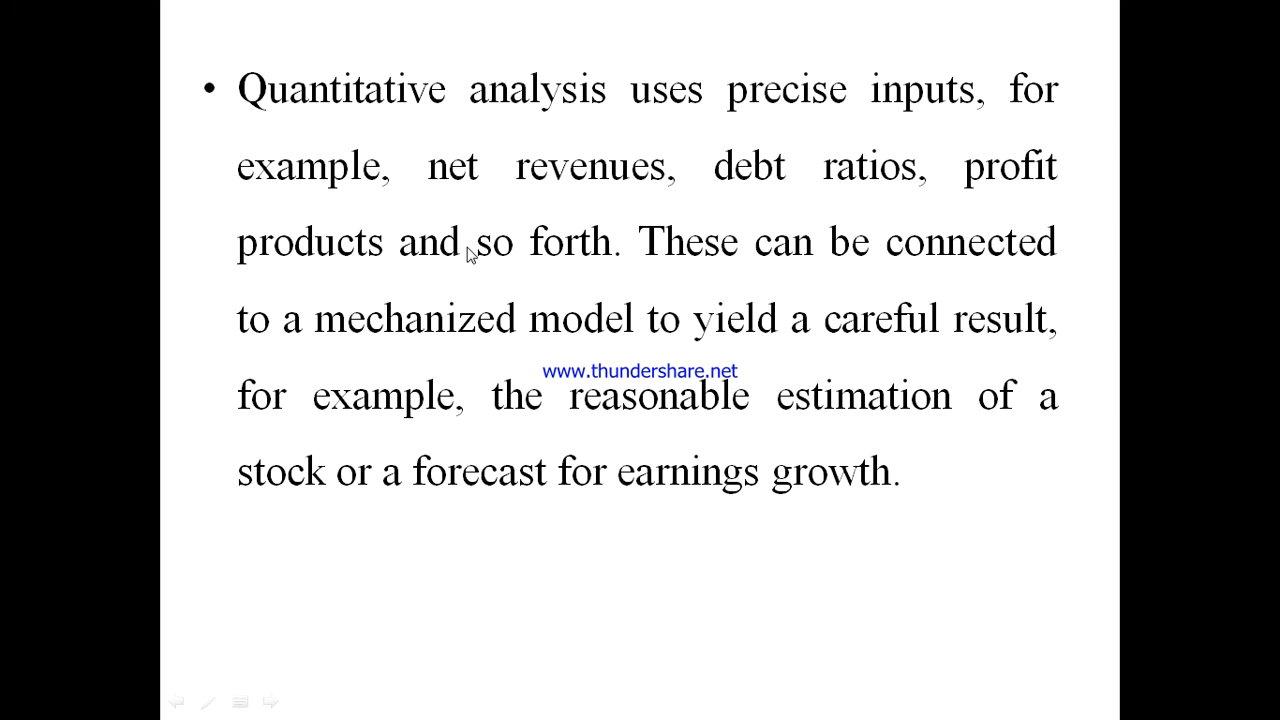 • Quantitative analysis uses precise inputs, for
example, net revenues, debt ratios, profit
products and so forth. These can be connected
to a mechanized model to yield a careful result,
www.thundershare.net
for example, the reasonable estimation of a
stock or a forecast for earnings growth.